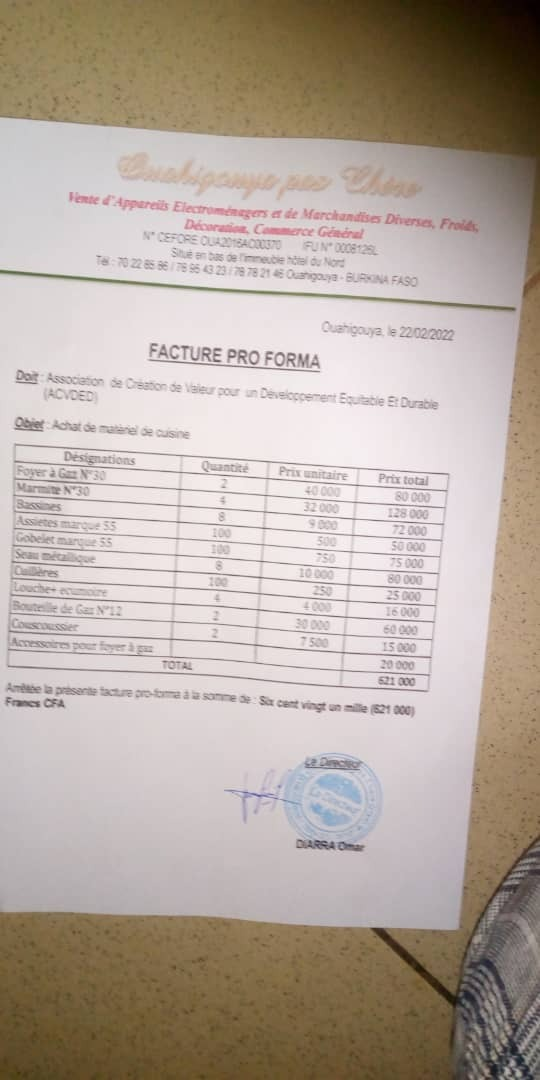 Ouahigouya pas Chère
Vente d'Appareils Electroménagers et de Marchandises Diverses, Froids,
Décoration, Commerce Général
N° CEFORE OUA2016AC00370 IFU N° 0008126L
Situé en bas de l'immeuble hôtel du Nord
Tél : 70 22 85 86 / 76 95 43 23 / 78 78 21 46 Ouahigouya - BURKINA FASO
Ouahigouya, le 22/02/2022
FACTURE PRO FORMA
Doit : Association de Création de Valeur pour un Développement Equitable Et Durable
(ACVDED)
Objet : Achat de matériel de cuisine
Désignations Quantité Prix unitaire Prix total
Foyer à Gaz N°30 2 40 000 80 000
Marmite N°30 4 32 000 128 000
Bassines 8 9 000 72 000
Assietes marque 55 100 500 50 000
Gobelet marque 55 100 750 75 000
Seau métallique 8 10 000 80 000
Cuillères 100 250 25 000
Louche+ ecumoire 4 4 000 16 000
Bouteille de Gaz N°12 2 30 000 60 000
Couscoussier 2 7 500 15 000
Accessoires pour foyer à gaz 20 000
TOTAL 621 000
Arrêtée la présente facture pro-forma à la somme de : Six cent vingt un mille (621 000)
Francs CFA
Le Directeur
Le Directeur
DIARRA Omar